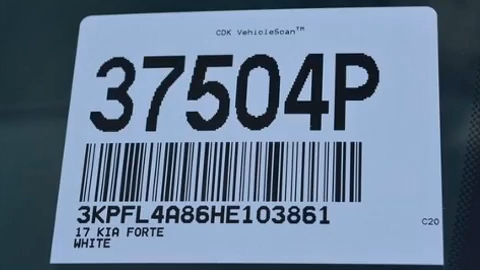 CDK VehicleScan™
37504P
3KPFL4A86HE103861
17 KIA FORTE
WHITE
C20